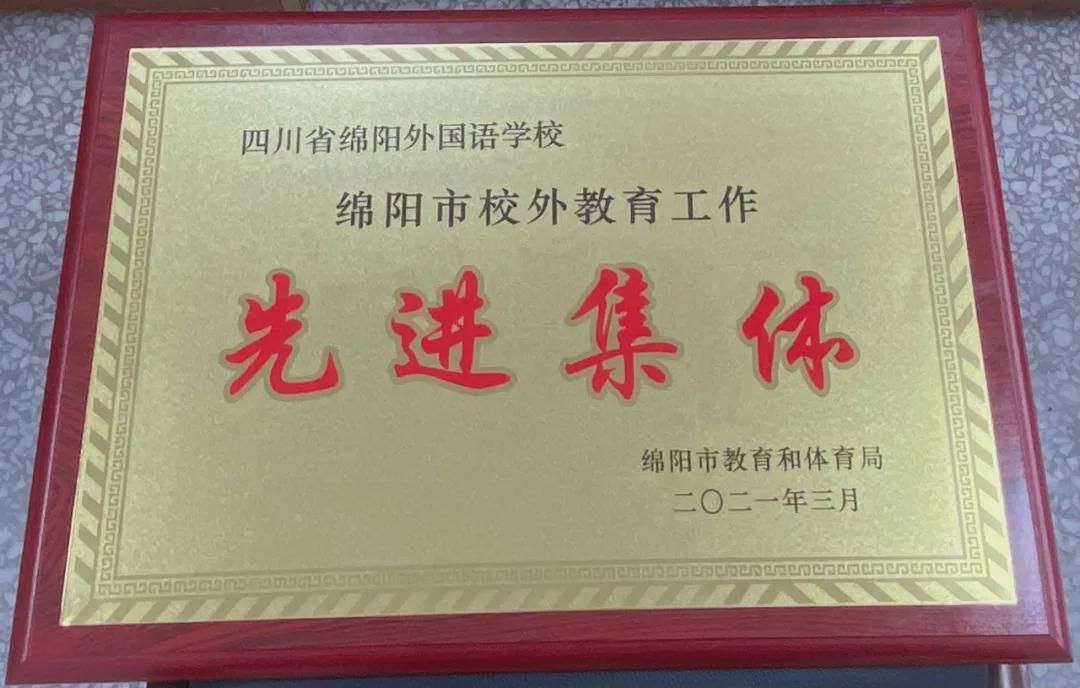 四川省绵阳外国语学校
绵阳市校外教育工作
先进集体
绵阳市教育和体育局
二〇二一年三月